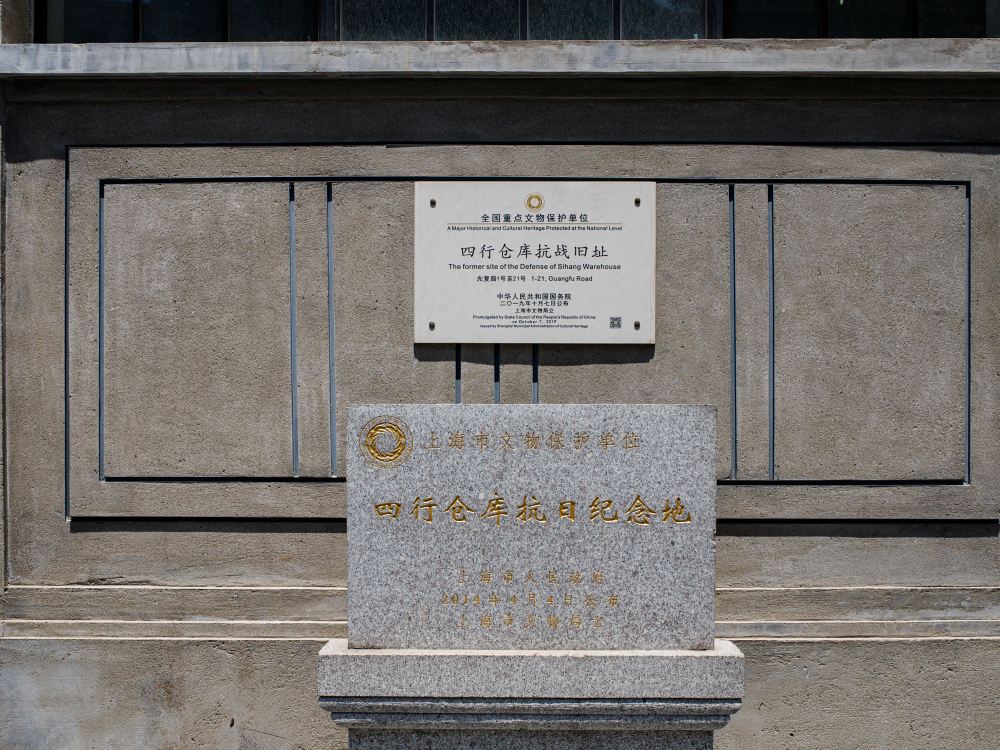 全国重点文物保护单位
A Major Historical and Cultural Heritage Protected at the National Level
四行仓库抗战旧址
The former site of the Defense of Sihang Warehouse
光复路1号至21号 1-21, Guangfu Road
中华人民共和国国务院
二〇一九年十月七日公布
上海市文物局立
Promulgated by State Council of the People's Republic of China
on October 7, 2019
Issued by Shanghai Municipal Administration of Cultural Heritage
上海市文物保护单位
四行仓库抗日纪念地
上海市人民政府
2014年4月4日公布
上海市文物局立